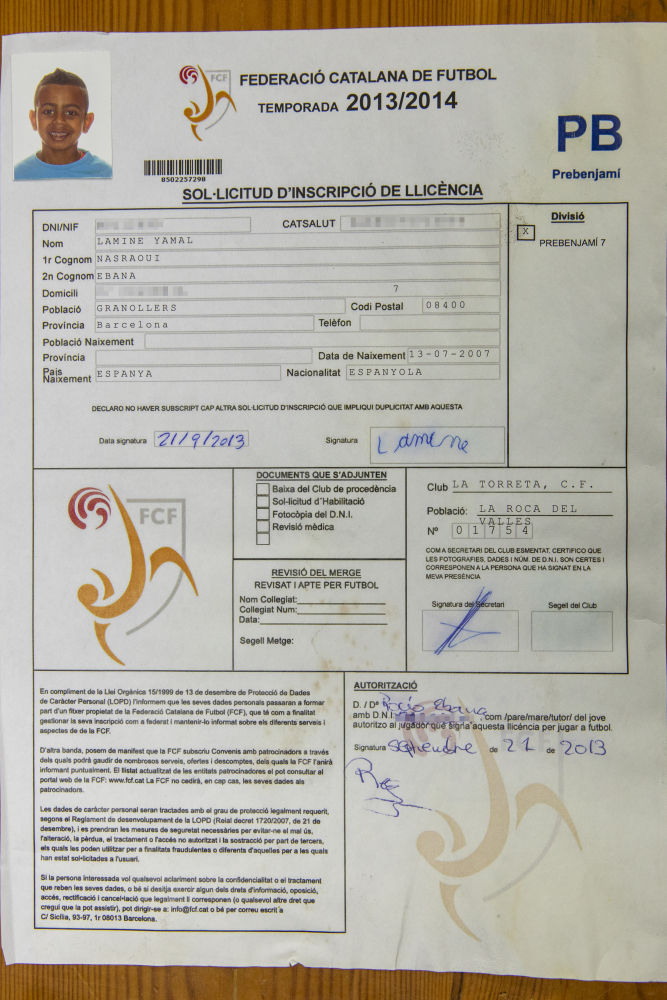 FCF
FEDERACIÓ CATALANA DE FUTBOL
TEMPORADA 2013/2014
PB
Prebenjamí
0502257298
SOL·LICITUD D'INSCRIPCIÓ DE LLICÈNCIA
DNI/NIF CATSALUT
Nom LAMINE YAMAL
1r Cognom NASRAOUI
2n Cognom EBANA
Domicili 7
Població GRANOLLERS Codi Postal 08400
Província Barcelona Telèfon
Població Naixement
Província Data de Naixement 13-07-2007
País Naixement ESPANYA Nacionalitat ESPANYOLA
Divisió
X PREBENJAMÍ 7
DECLARO NO HAVER SUBSCRIPT CAP ALTRA SOL·LICITUD D'INSCRIPCIÓ QUE IMPLIQUI DUPLICITAT AMB AQUESTA
Data signatura 21/9/2013 Signatura Lamine
FCF
DOCUMENTS QUE S'ADJUNTEN
Baixa del Club de procedència
Sol·licitud d'Habilitació
Fotocòpia del D.N.I.
Revisió mèdica
REVISIÓ DEL MERGE
REVISAT I APTE PER FUTBOL
Nom Collegiat:
Collegiat Num:
Data:
Segell Metge:
Club LA TORRETA, C.F.
Població: LA ROCA DEL
VALLES
Nº 01754
COM A SECRETARI DEL CLUB ESMENTAT, CERTIFICO QUE
LES FOTOGRAFIES, DADES I NÚM. DE D.N.I. SON CERTES I
CORRESPONEN A LA PERSONA QUE HA SIGNAT EN LA
MEVA PRESÈNCIA
Signatura del Secretari Segell del Club
En compliment de la Llei Orgànica 15/1999 de 13 de desembre de Protecció de Dades
de Caràcter Personal (LOPD) l'informem que les seves dades personals passaran a formar
part d'un fitxer propietat de la Federació Catalana de Futbol (FCF), que té com a finalitat
gestionar la seva inscripció com a federat i mantenir-lo informat sobre els diferents serveis i
aspectes de de la FCF.
D'altra banda, posem de manifest que la FCF subscriu Convenis amb patrocinadors a través
dels quals podrà gaudir de nombrosos serveis, ofertes i descomptes, dels quals la FCF l'anirà
informant puntualment. El llistat actualitzat de les entitats patrocinadores el pot consultar al
portal web de la FCF: www.fcf.cat La FCF no cedirà, en cap cas, les seves dades als
patrocinadors.
Les dades de caràcter personal seran tractades amb el grau de protecció legalment requerit,
segons el Reglament de desenvolupament de la LOPD (Reial decret 1720/2007, de 21 de
desembre), i es prendran les mesures de seguretat necessàries per evitar-ne el mal ús,
l'alteració, la pèrdua, el tractament o l'accés no autoritzat i la sostracció per part de tercers,
els quals les poden utilitzar per a finalitats fraudulentes o diferents d'aquelles per a les quals
han estat sol·licitades a l'usuari.
Si la persona interessada vol qualsevol aclariment sobre la confidencialitat o el tractament
que reben les seves dades, o bé si desitja exercir algun dels drets d'informació, oposició,
accés, rectificació i cancel·lació que legalment li corresponen (o qualsevol altre dret que
cregui que la pot assistir), pot dirigir-se a: info@fcf.cat o bé per correu escrit a
C/ Sicília, 93-97, 1r 08013 Barcelona.
AUTORITZACIÓ
D. / Dª Rocío Ebana
amb D.N.I. , com /pare/mare/tutor/ del jove
autoritzo al jugador que signa aquesta llicència per jugar a futbol.
Signatura Septiembre de 21 de 2013